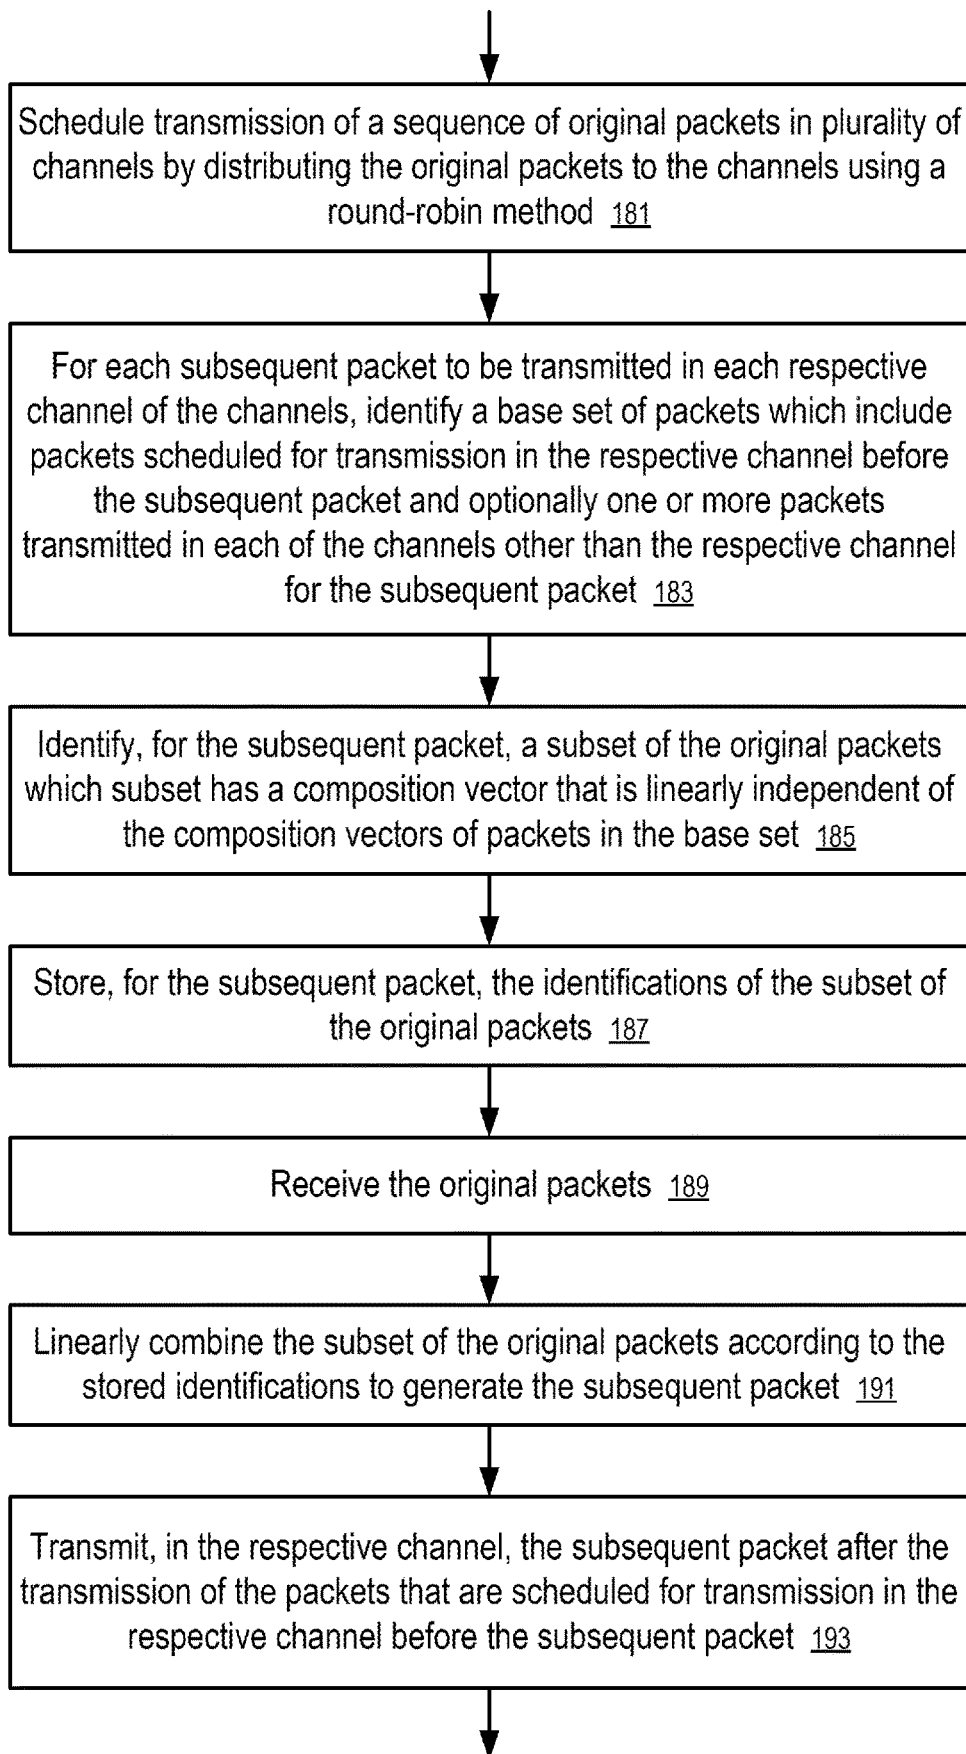 Schedule transmission of a sequence of original packets in plurality of
channels by distributing the original packets to the channels using a
round-robin method 181
For each subsequent packet to be transmitted in each respective
channel of the channels, identify a base set of packets which include
packets scheduled for transmission in the respective channel before
the subsequent packet and optionally one or more packets
transmitted in each of the channels other than the respective channel
for the subsequent packet 183
Identify, for the subsequent packet, a subset of the original packets
which subset has a composition vector that is linearly independent of
the composition vectors of packets in the base set 185
Store, for the subsequent packet, the identifications of the subset of
the original packets 187
Receive the original packets 189
Linearly combine the subset of the original packets according to the
stored identifications to generate the subsequent packet 191
Transmit, in the respective channel, the subsequent packet after the
transmission of the packets that are scheduled for transmission in the
respective channel before the subsequent packet 193